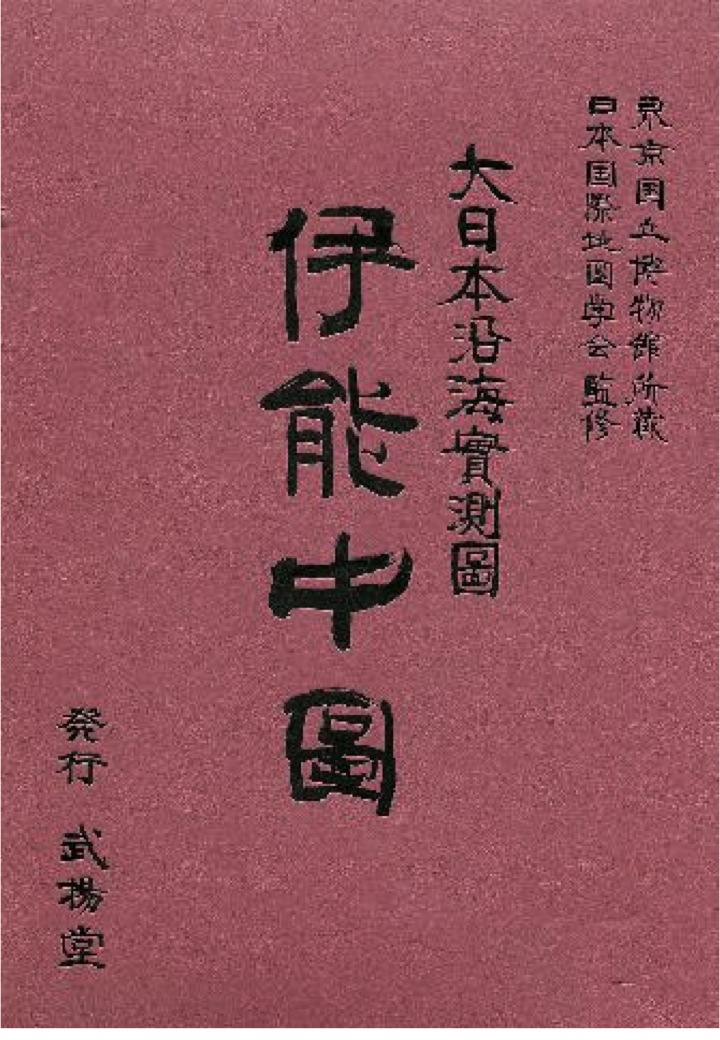 東京国立博物館所蔵
日本国際地図学会監修
大日本沿海實測圖
伊能中圖
発行 武揚堂